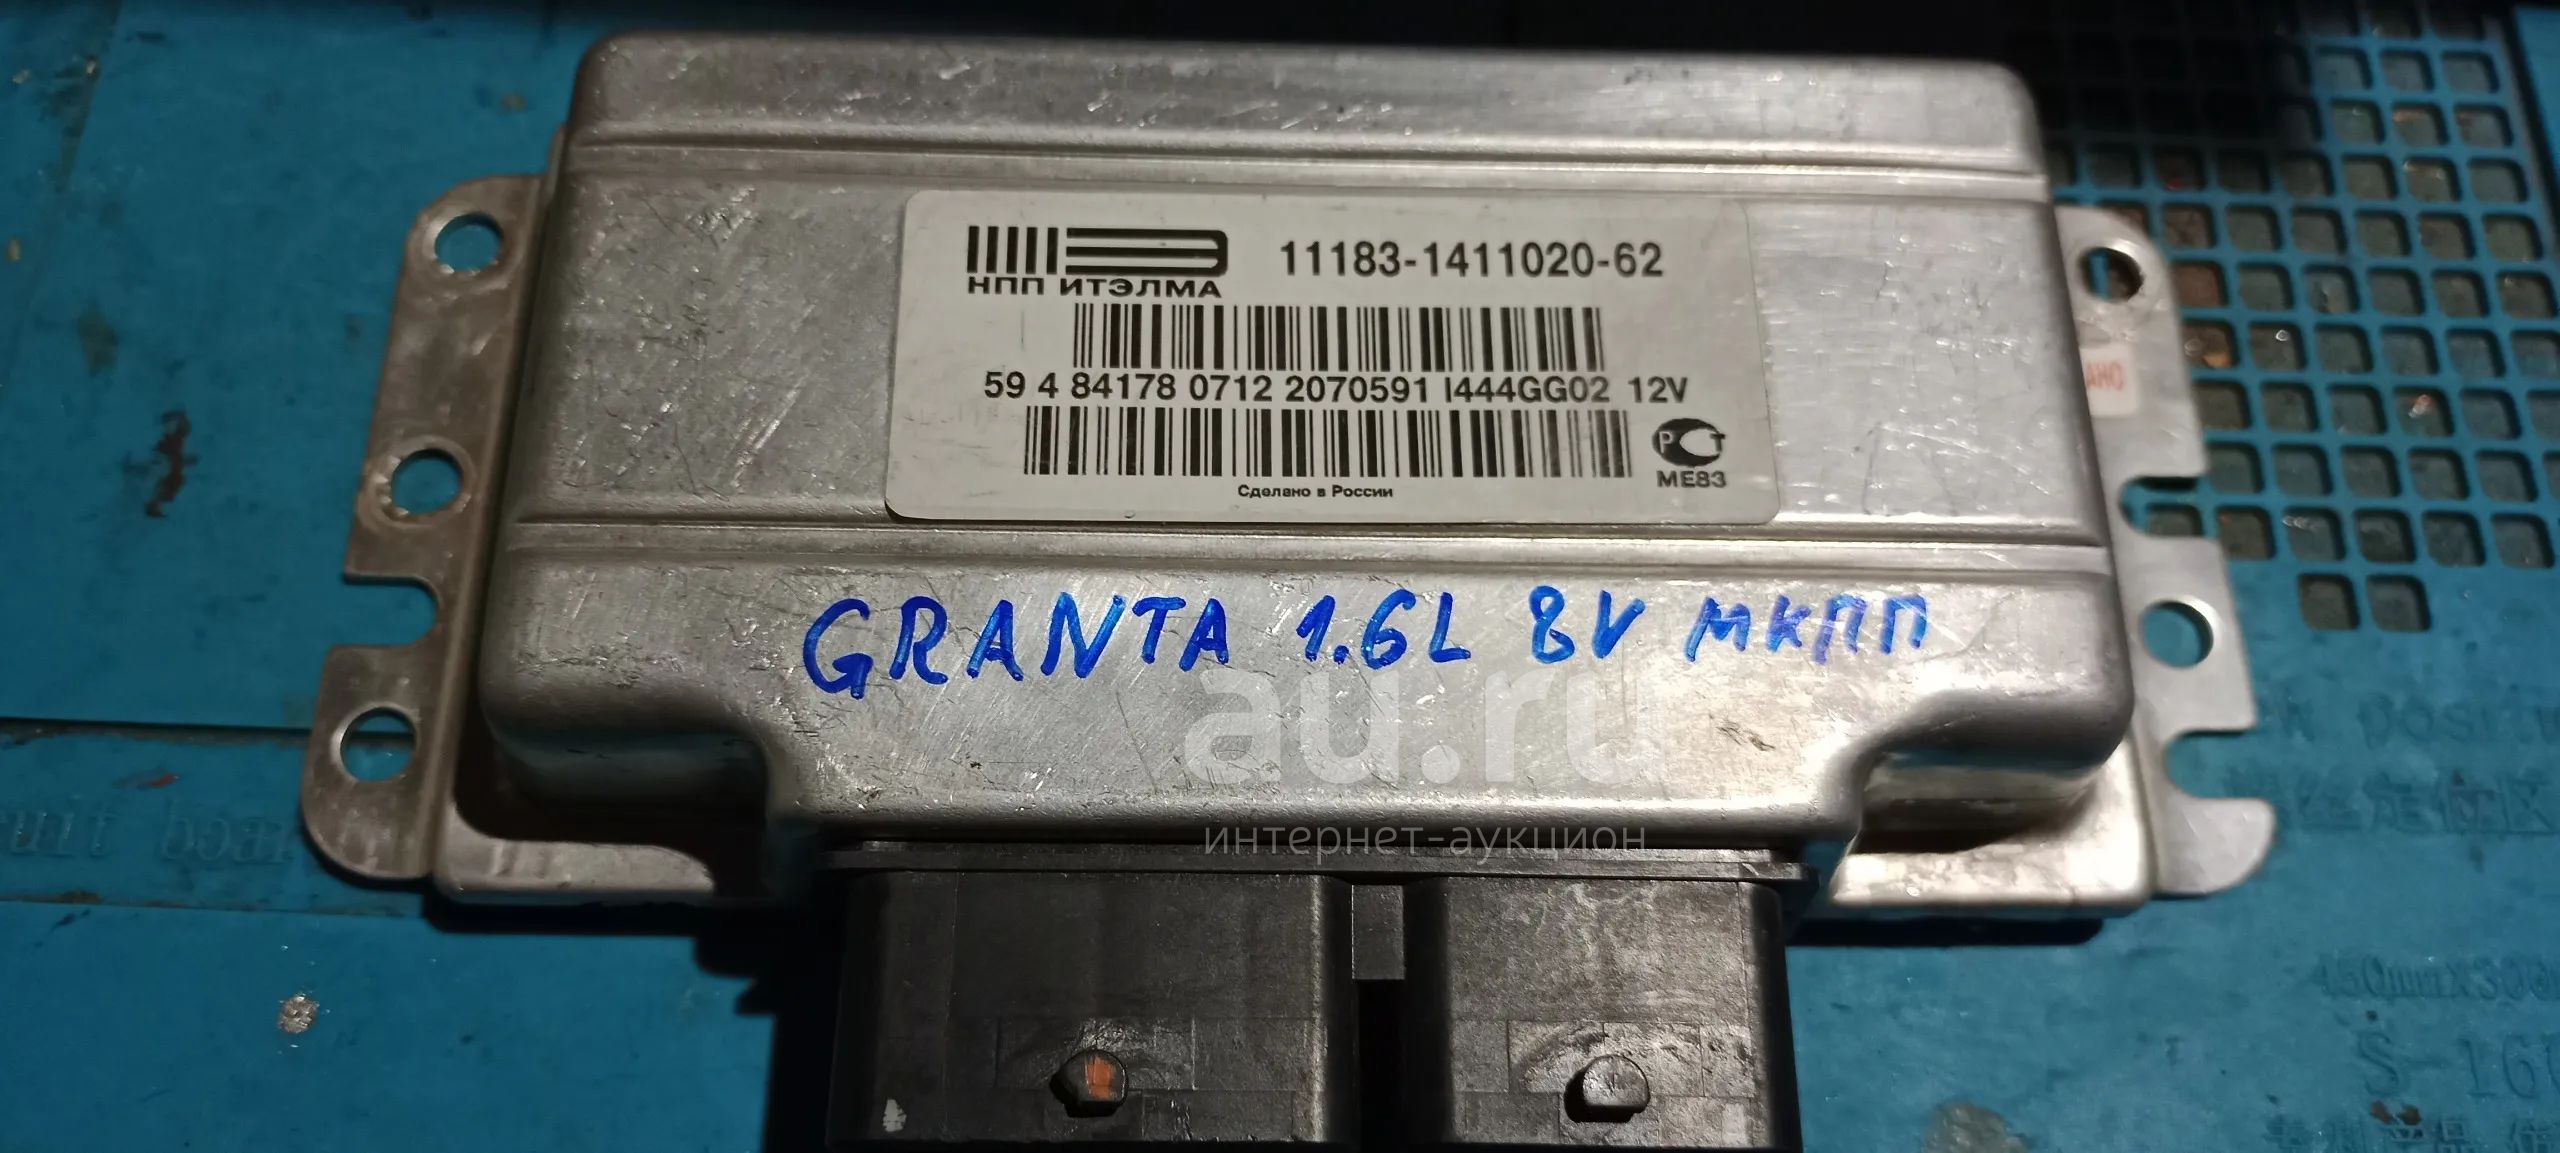 НПП ИТЭЛМА
11183-1411020-62
59 4 84178 0712 2070591 I444GG02 12V
РСТ
МЕ83
Сделано в России
GRANTA 1.6L 8V МКПП
au.ru
интернет-аукцион